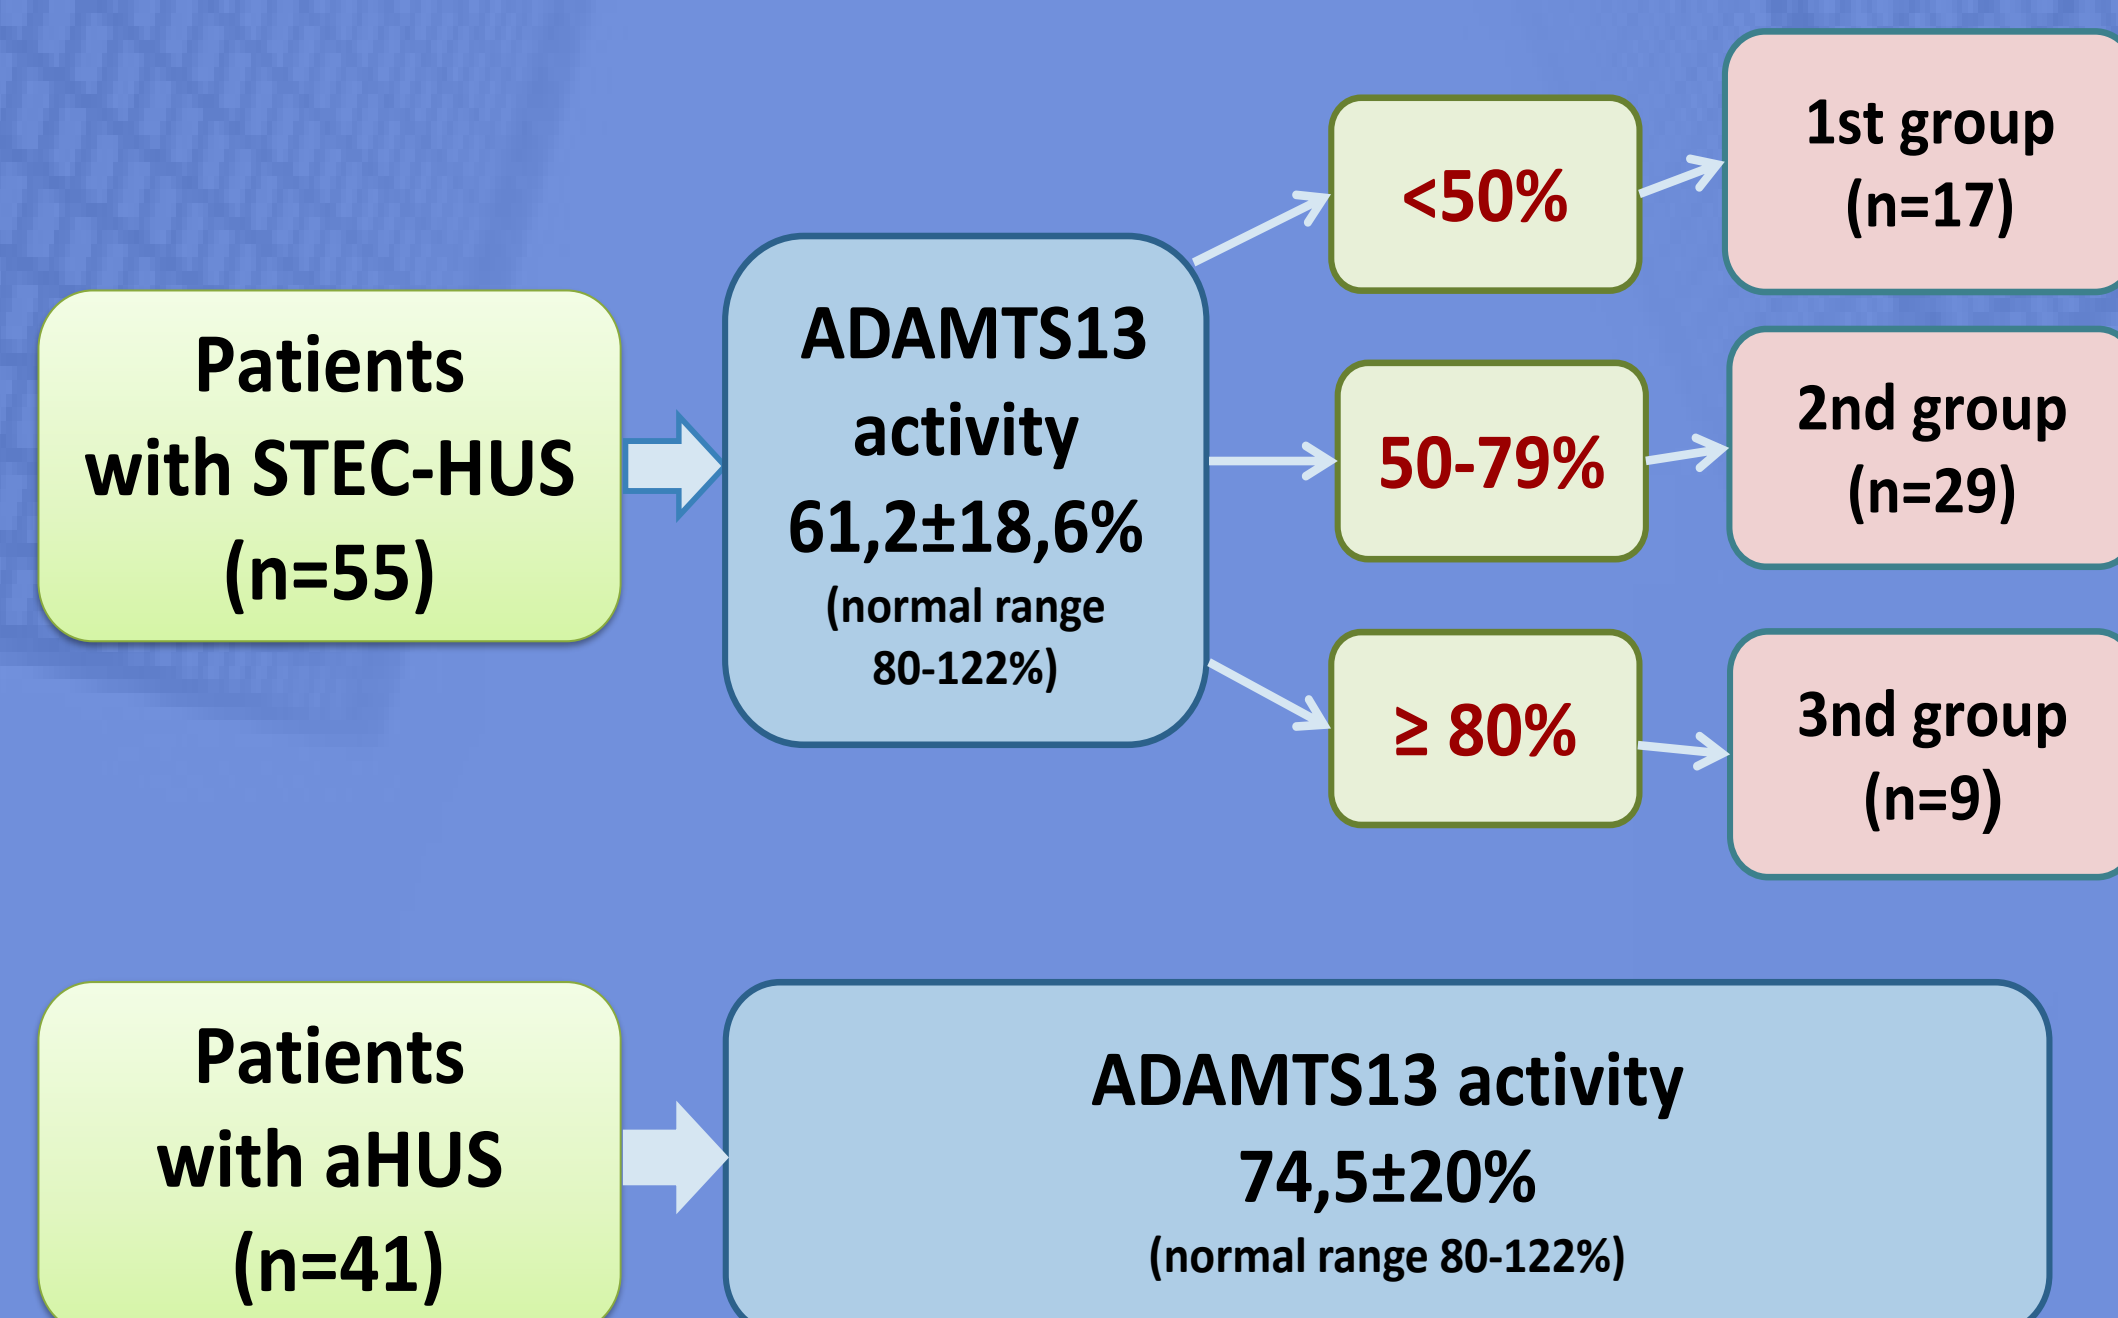 Patients
with STEC-HUS
(n=55)
ADAMTS13
activity
61,2±18,6%
(normal range
80-122%)
<50%
1st group
(n=17)
50-79%
2nd group
(n=29)
≥ 80%
3nd group
(n=9)
Patients
with aHUS
(n=41)
ADAMTS13 activity
74,5±20%
(normal range 80-122%)